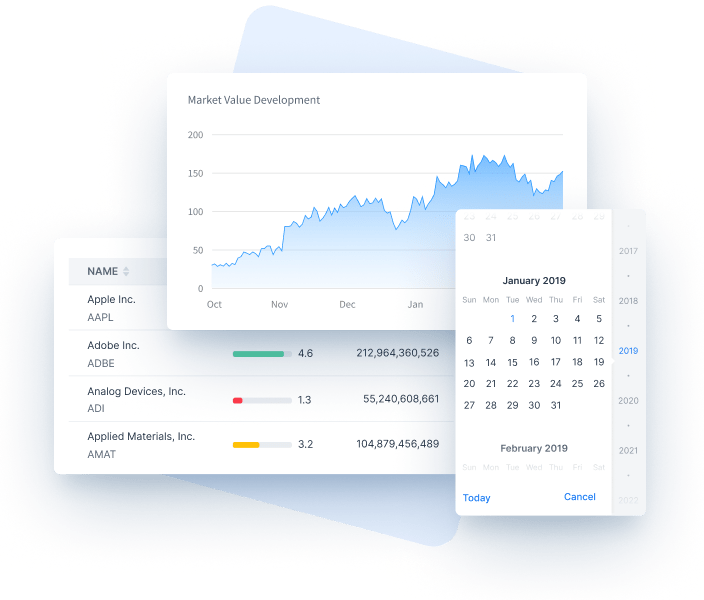 Market Value Development
200
150
100
50
0
Oct Nov Dec Jan
NAME
Apple Inc.
AAPL
Adobe Inc.
ADBE
4.6 212,964,360,526
Analog Devices, Inc.
ADI
1.3 55,240,608,661
Applied Materials, Inc.
AMAT
3.2 104,879,456,489
23 24 25 26 27 28 29
30 31
January 2019
Sun Mon Tue Wed Thu Fri Sat
1 2 3 4 5
6 7 8 9 10 11 12
13 14 15 16 17 18 19
20 21 22 23 24 25 26
27 28 29 30 31
February 2019
Sun Mon Tue Wed Thu Fri Sat
Today Cancel
2017
2018
2019
2020
2021
2022